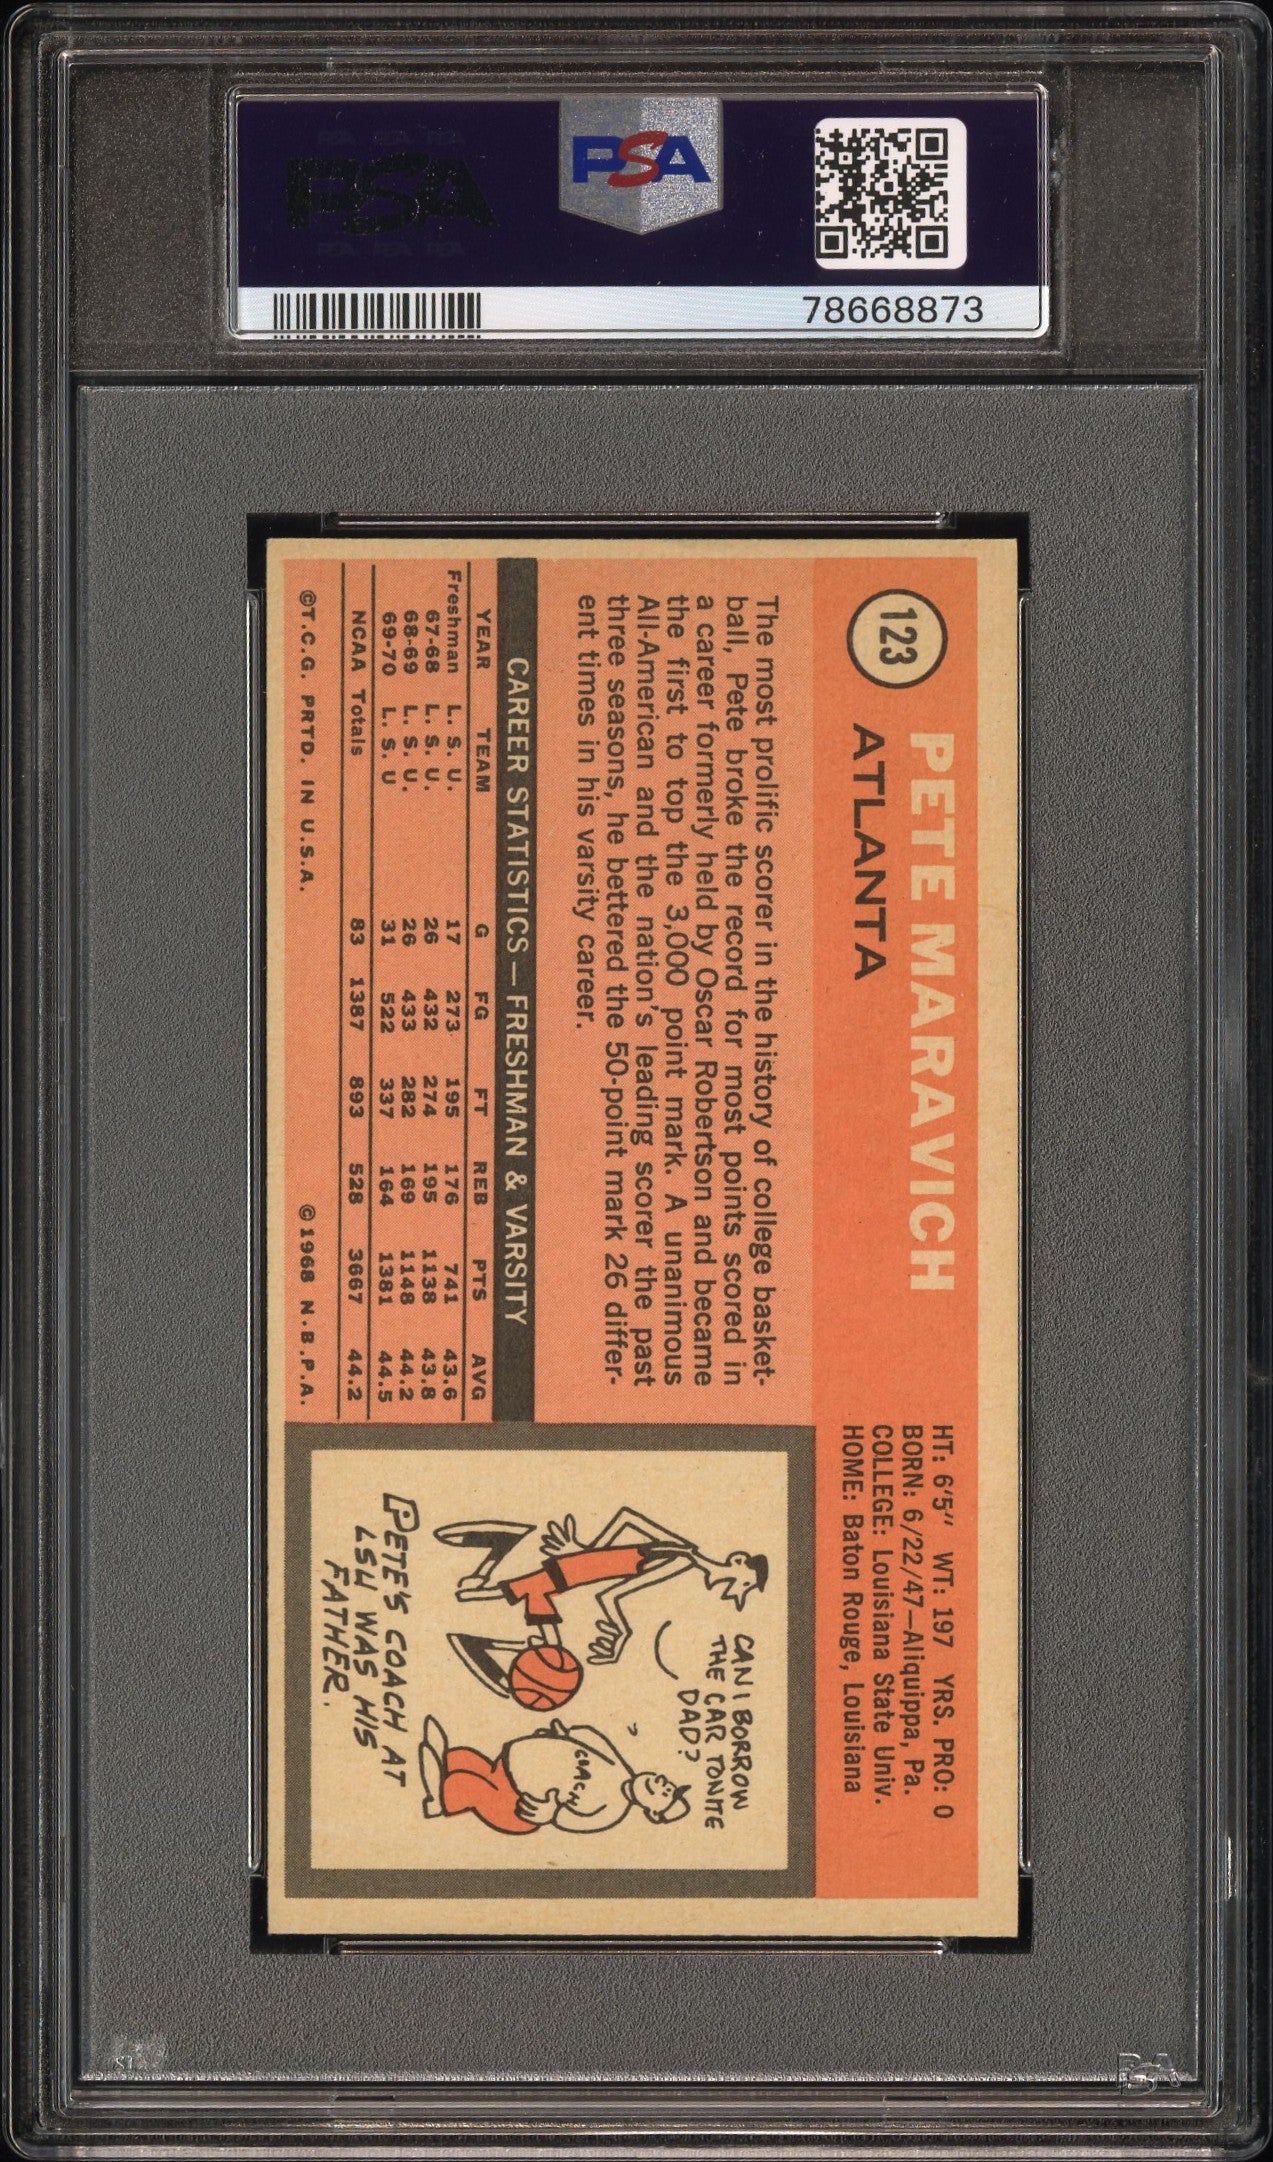 PSA
PSA
78668873
123
PETE MARAVICH
ATLANTA
HT: 6'5" WT: 197 YRS. PRO: 0
BORN: 6/22/47—Aliquippa, Pa.
COLLEGE: Louisiana State Univ.
HOME: Baton Rouge, Louisiana
The most prolific scorer in the history of college basket-
ball, Pete broke the record for most points scored in
a career formerly held by Oscar Robertson and became
the first to top the 3,000 point mark. A unanimous
All-American and the nation's leading scorer the past
three seasons, he bettered the 50-point mark 26 differ-
ent times in his varsity career.
CAREER STATISTICS—FRESHMAN & VARSITY
YEAR TEAM G FG FT REB PTS AVG
Freshman L. S. U. 17 273 195 176 741 43.6
67-68 L. S. U. 26 432 274 195 1138 43.8
68-69 L. S. U. 26 433 282 169 1148 44.2
69-70 L. S. U 31 522 337 164 1381 44.5
NCAA Totals 83 1387 893 528 3667 44.2
©T.C.G. PRTD. IN U.S.A.
©1968 N.B.P.A.
CAN I BORROW
THE CAR TONITE
DAD?
COACH
PETE'S COACH AT
LSU WAS HIS
FATHER.
PSA